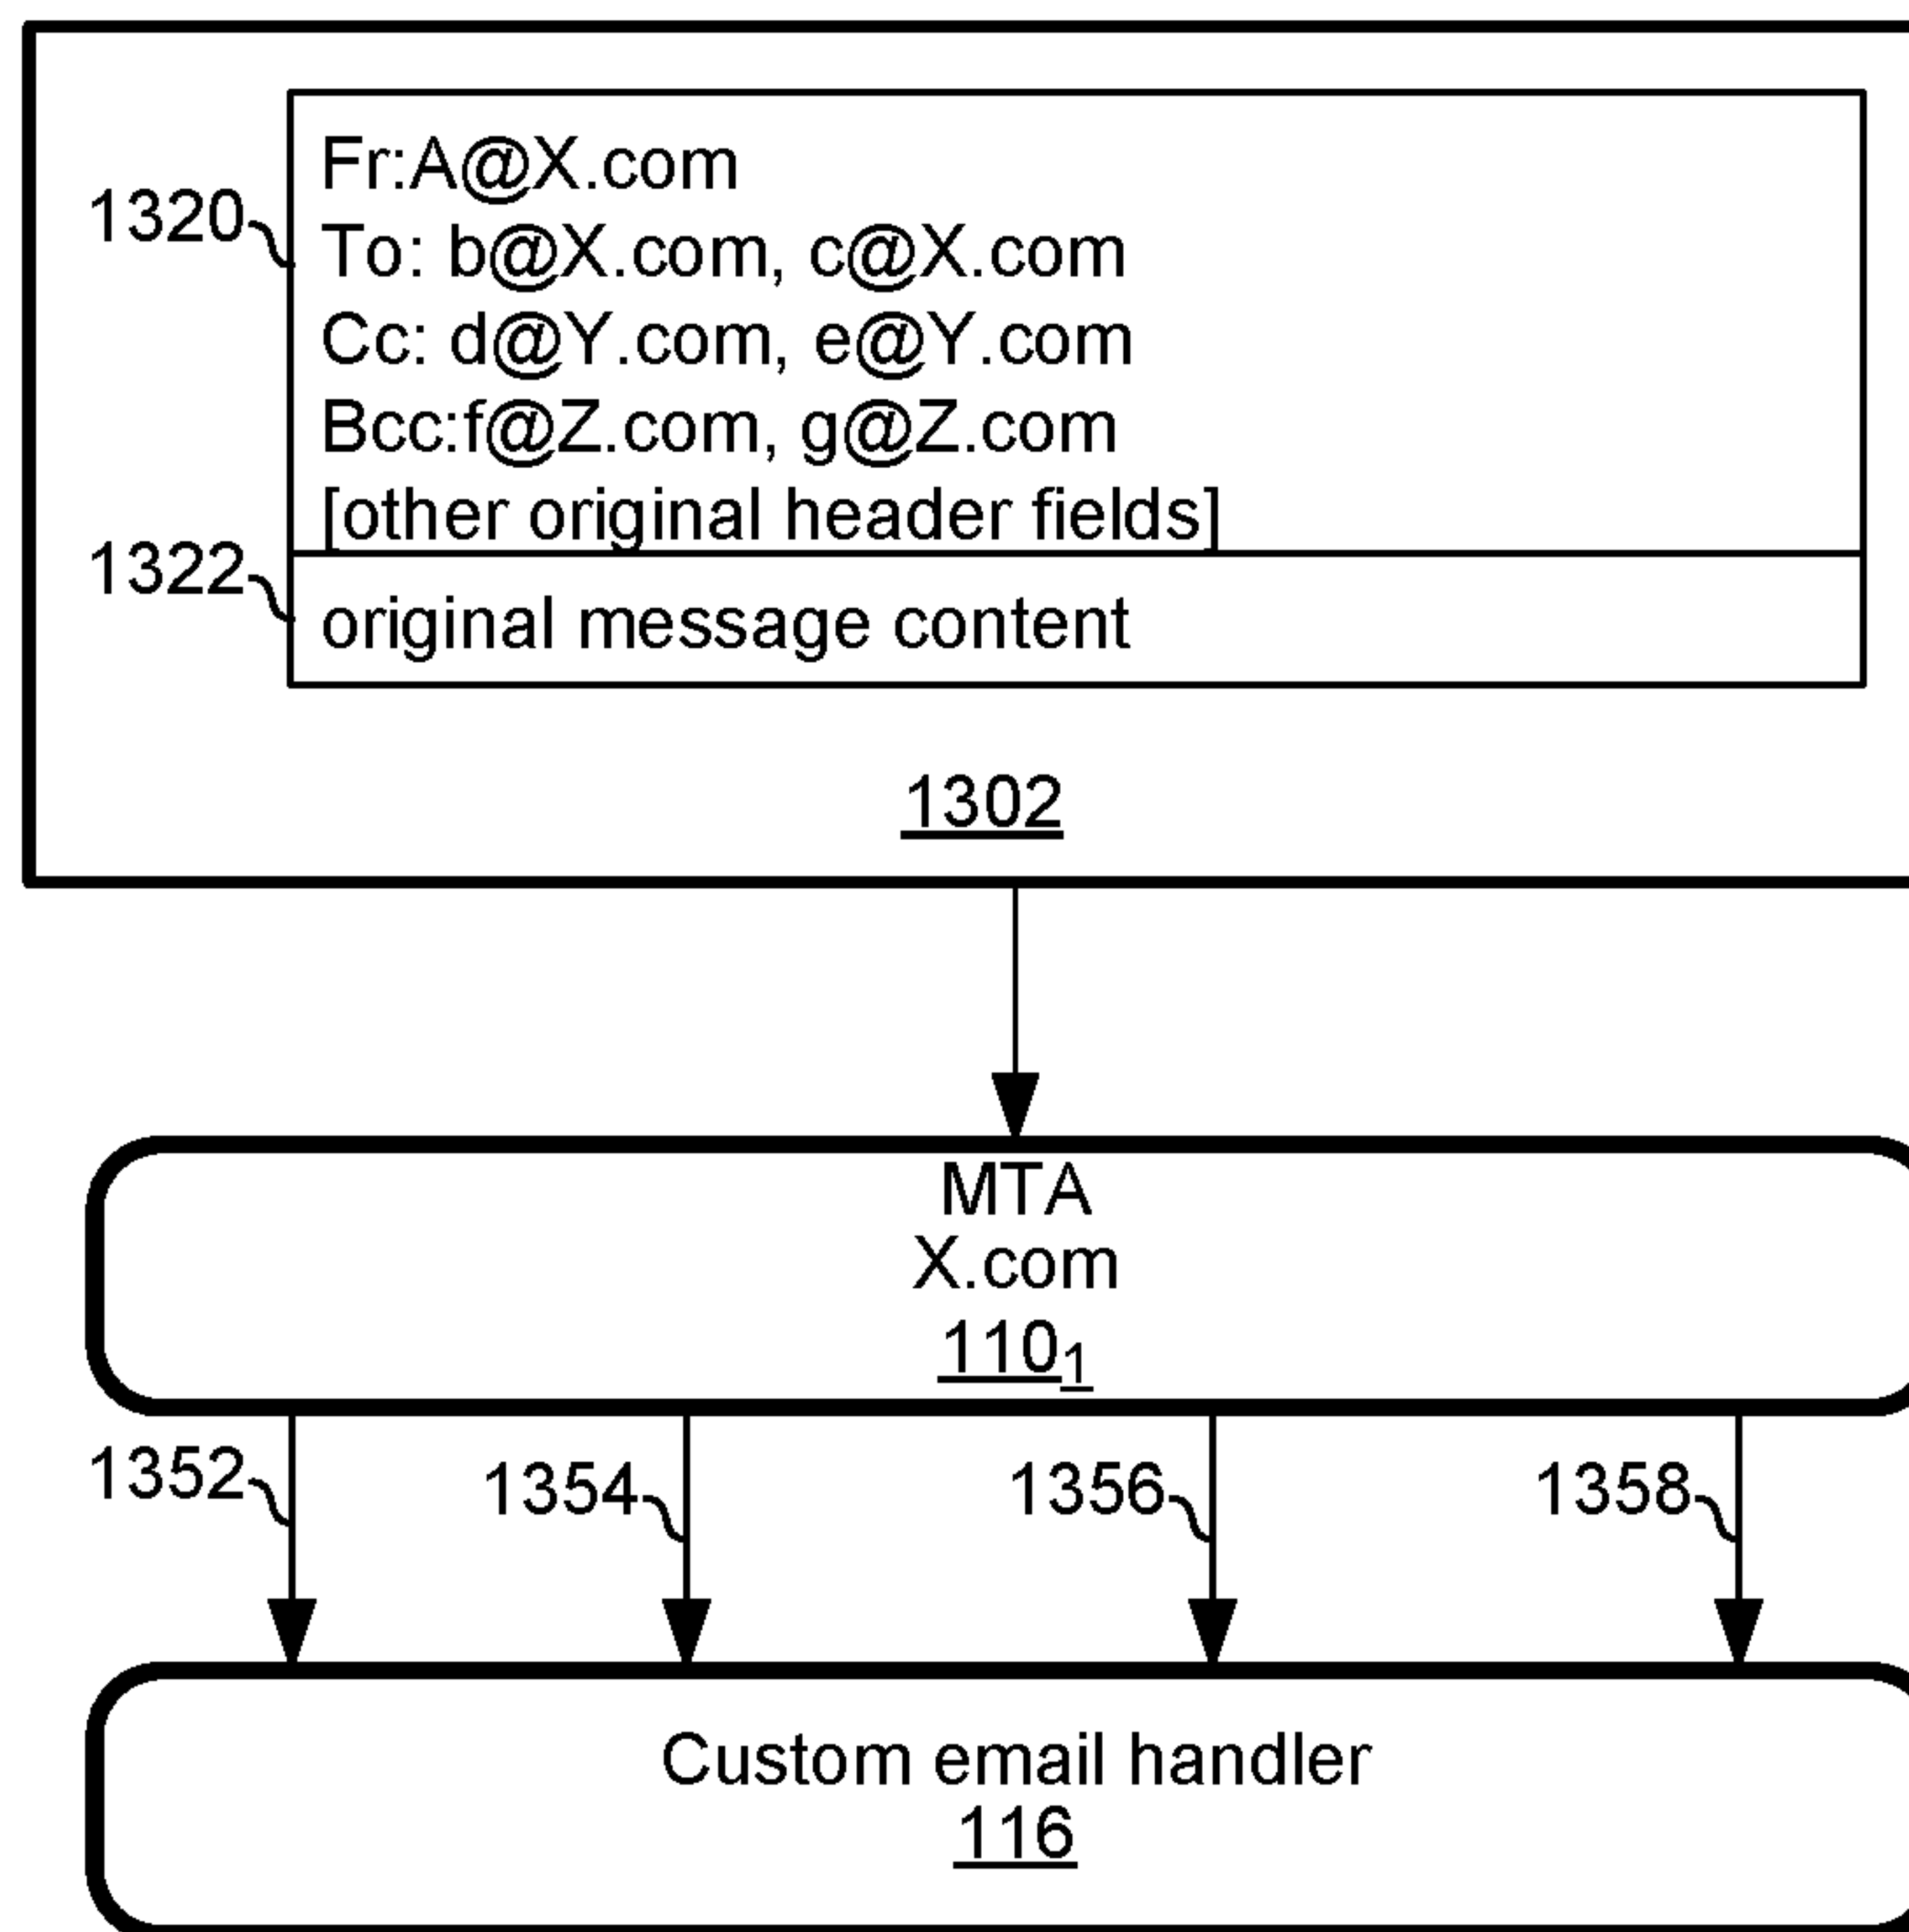 Fr:A@X.com
1320
To: b@X.com, c@X.com
Cc: d@Y.com, e@Y.com
Bcc:f@Z.com, g@Z.com
[other original header fields]
1322
original message content
1302
MTA
X.com
110₁
1352
1354
1356
1358
Custom email handler
116